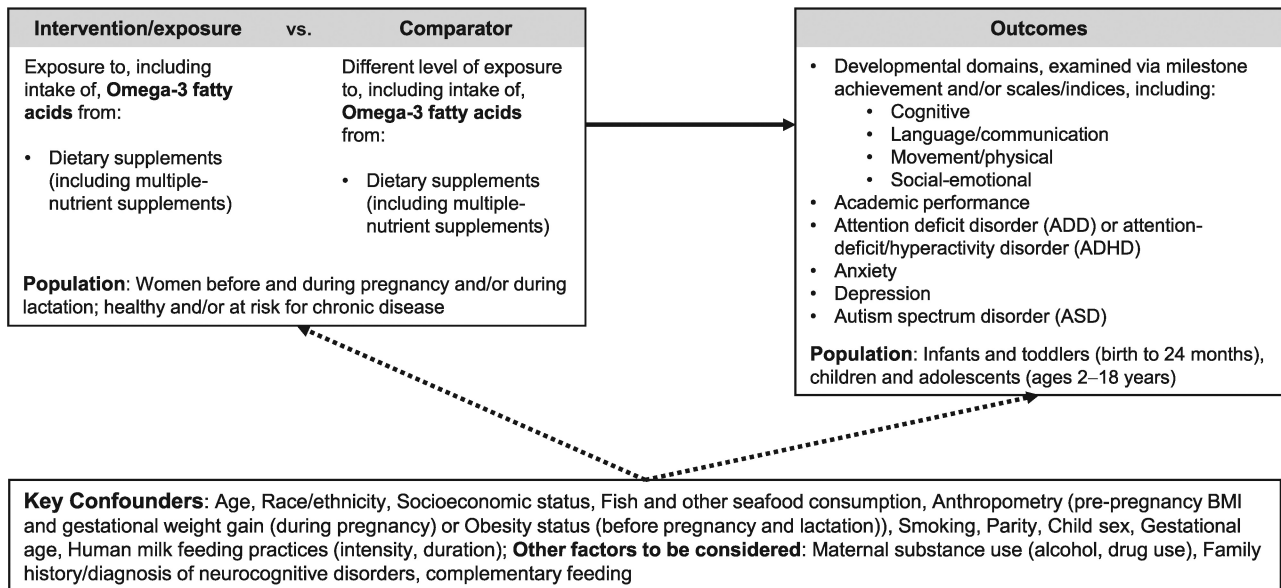 Intervention/exposure vs. Comparator
Exposure to, including
intake of, Omega-3 fatty
acids from:
• Dietary supplements
(including multiple-
nutrient supplements)
Different level of exposure
to, including intake of,
Omega-3 fatty acids
from:
• Dietary supplements
(including multiple-
nutrient supplements)
Population: Women before and during pregnancy and/or during
lactation; healthy and/or at risk for chronic disease
Outcomes
• Developmental domains, examined via milestone
achievement and/or scales/indices, including:
• Cognitive
• Language/communication
• Movement/physical
• Social-emotional
• Academic performance
• Attention deficit disorder (ADD) or attention-
deficit/hyperactivity disorder (ADHD)
• Anxiety
• Depression
• Autism spectrum disorder (ASD)
Population: Infants and toddlers (birth to 24 months),
children and adolescents (ages 2–18 years)
Key Confounders: Age, Race/ethnicity, Socioeconomic status, Fish and other seafood consumption, Anthropometry (pre-pregnancy BMI
and gestational weight gain (during pregnancy) or Obesity status (before pregnancy and lactation)), Smoking, Parity, Child sex, Gestational
age, Human milk feeding practices (intensity, duration); Other factors to be considered: Maternal substance use (alcohol, drug use), Family
history/diagnosis of neurocognitive disorders, complementary feeding